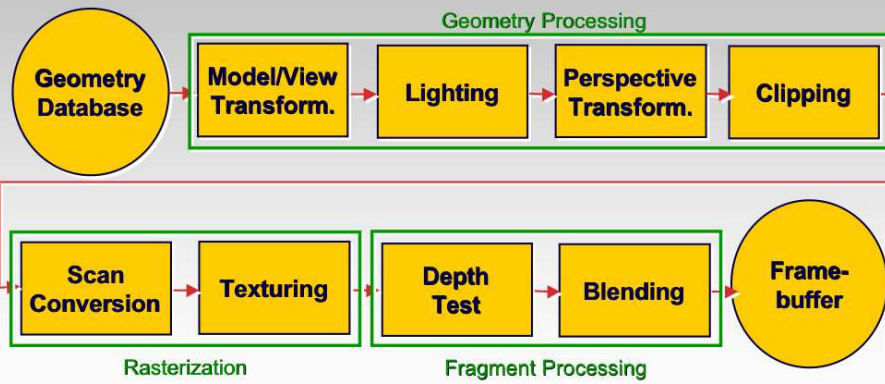 Geometry Processing
Geometry
Database
Model/View
Transform.
Lighting
Perspective
Transform.
Clipping
Scan
Conversion
Texturing
Depth
Test
Blending
Frame-
buffer
Rasterization
Fragment Processing